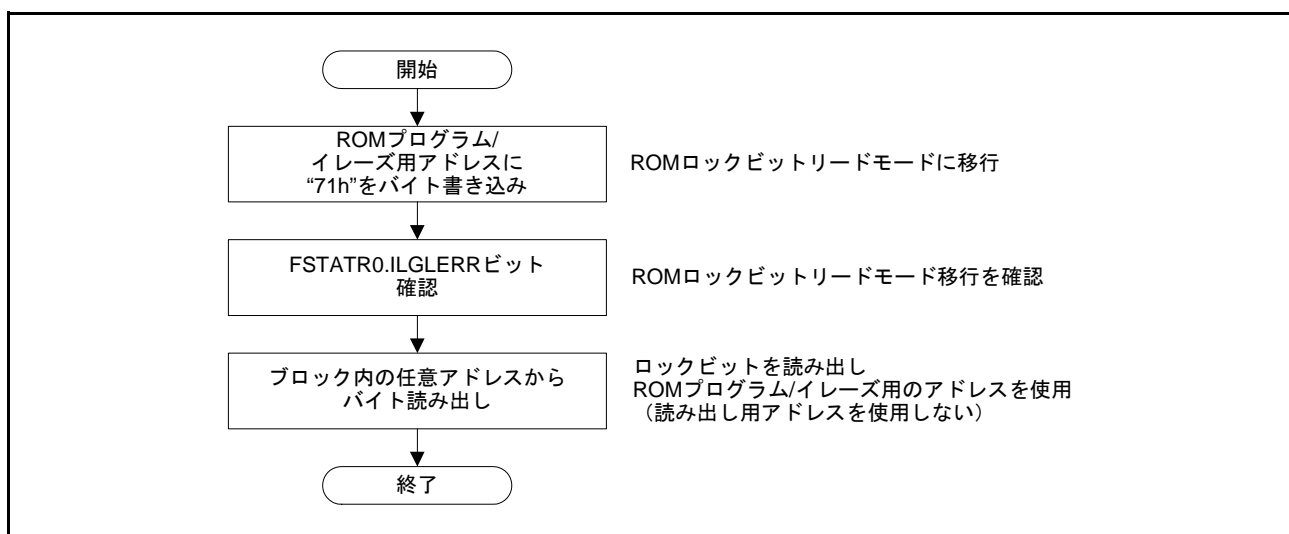 開始
ROMプログラム/
イレーズ用アドレスに
“71h”をバイト書き込み
ROMロックビットリードモードに移行
FSTATR0.ILGLERRビット
確認
ROMロックビットリードモード移行を確認
ブロック内の任意アドレスから
バイト読み出し
ロックビットを読み出し
ROMプログラム/イレーズ用のアドレスを使用
（読み出し用アドレスを使用しない）
終了